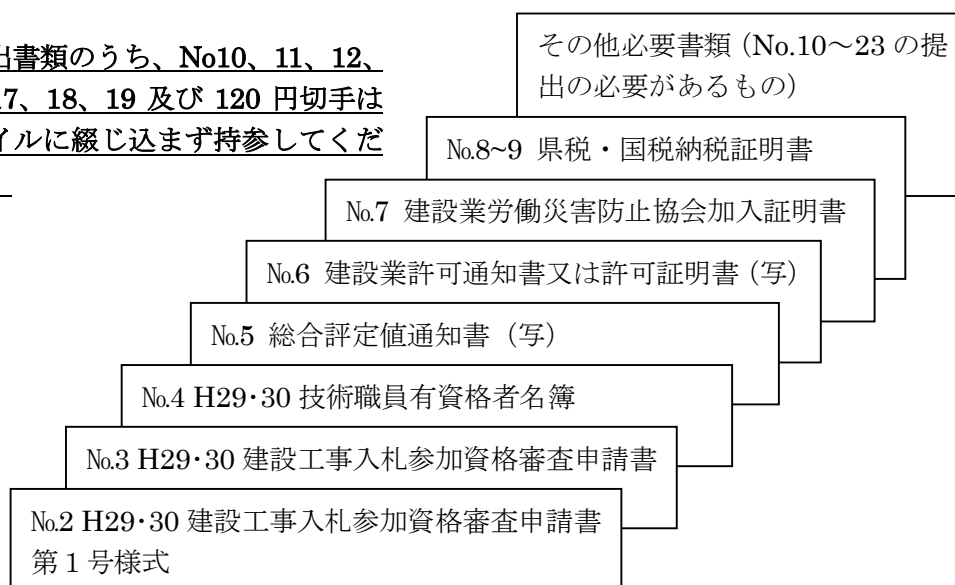 出書類のうち、No10、11、12、
17、18、19 及び 120 円切手は
イルに綴じ込まず持参してくだ
その他必要書類（No.10～23 の提
出の必要があるもの）
№8~9 県税・国税納税証明書
№7 建設業労働災害防止協会加入証明書
№6 建設業許可通知書又は許可証明書（写）
№5 総合評定値通知書（写）
№4 H29･30 技術職員有資格者名簿
№3 H29･30 建設工事入札参加資格審査申請書
№2 H29･30 建設工事入札参加資格審査申請書
第 1 号様式